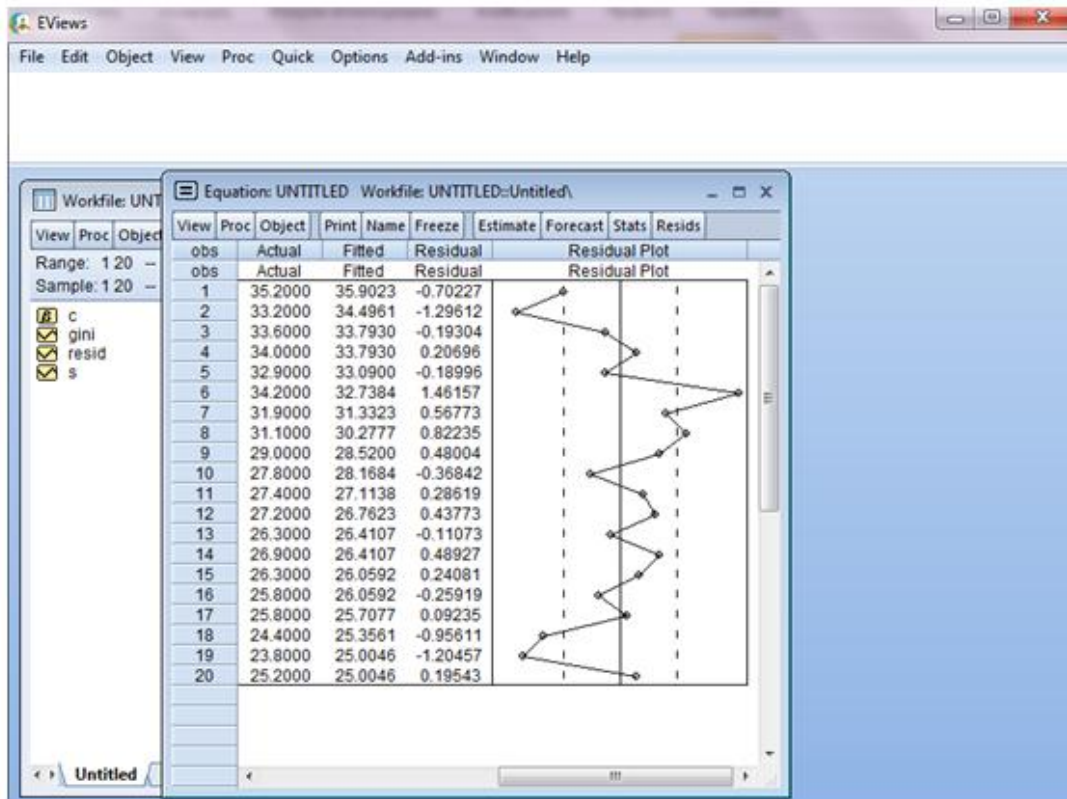 EViews
File Edit Object View Proc Quick Options Add-ins Window Help
Workfile: UNT
View Proc Object
Range: 1 20 --
Sample: 1 20 --
c
gini
resid
s
Untitled
Equation: UNTITLED Workfile: UNTITLED::Untitled\
View Proc Object Print Name Freeze Estimate Forecast Stats Resids
obs Actual Fitted Residual Residual Plot
obs Actual Fitted Residual Residual Plot
1 35.2000 35.9023 -0.70227
2 33.2000 34.4961 -1.29612
3 33.6000 33.7930 -0.19304
4 34.0000 33.7930 0.20696
5 32.9000 33.0900 -0.18996
6 34.2000 32.7384 1.46157
7 31.9000 31.3323 0.56773
8 31.1000 30.2777 0.82235
9 29.0000 28.5200 0.48004
10 27.8000 28.1684 -0.36842
11 27.4000 27.1138 0.28619
12 27.2000 26.7623 0.43773
13 26.3000 26.4107 -0.11073
14 26.9000 26.4107 0.48927
15 26.3000 26.0592 0.24081
16 25.8000 26.0592 -0.25919
17 25.8000 25.7077 0.09235
18 24.4000 25.3561 -0.95611
19 23.8000 25.0046 -1.20457
20 25.2000 25.0046 0.19543